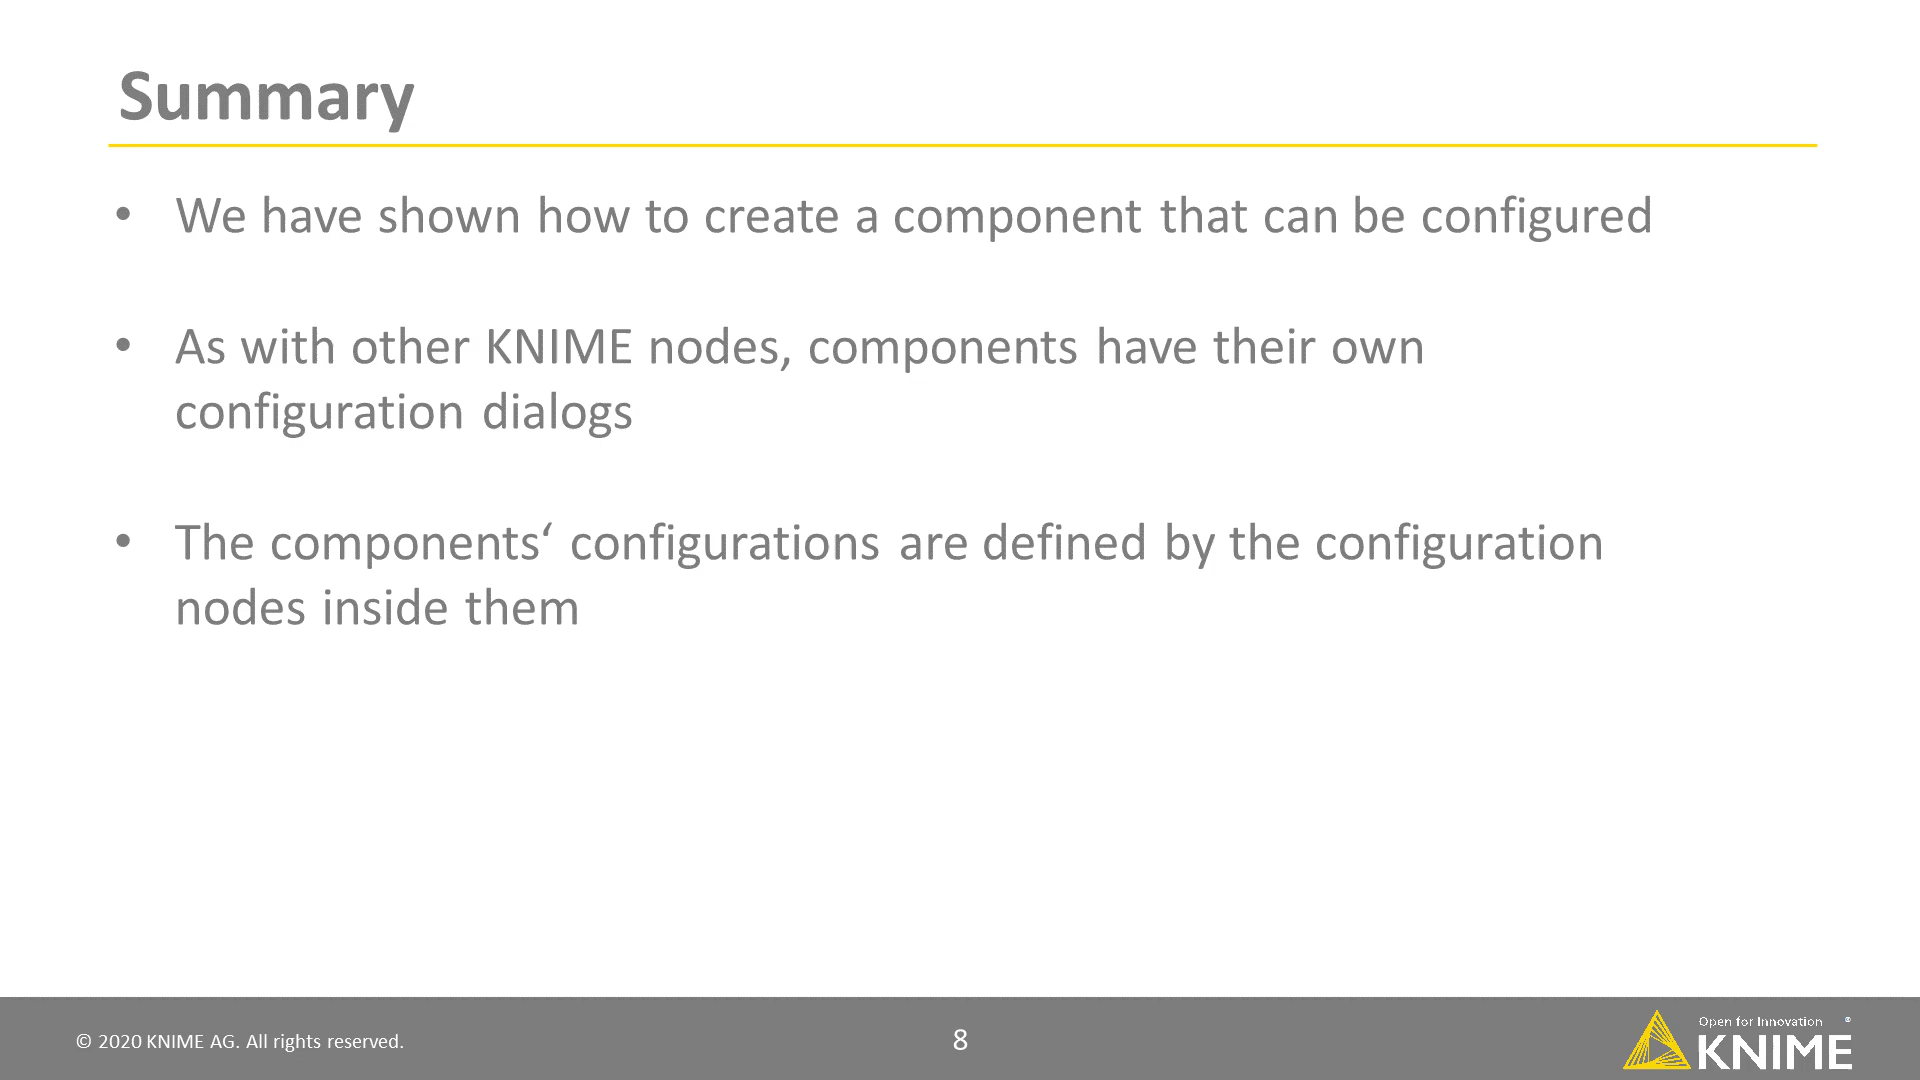 Summary
• We have shown how to create a component that can be configured
• As with other KNIME nodes, components have their own
configuration dialogs
• The components‘ configurations are defined by the configuration
nodes inside them
© 2020 KNIME AG. All rights reserved.
8
Open for Innovation ®
KNIME